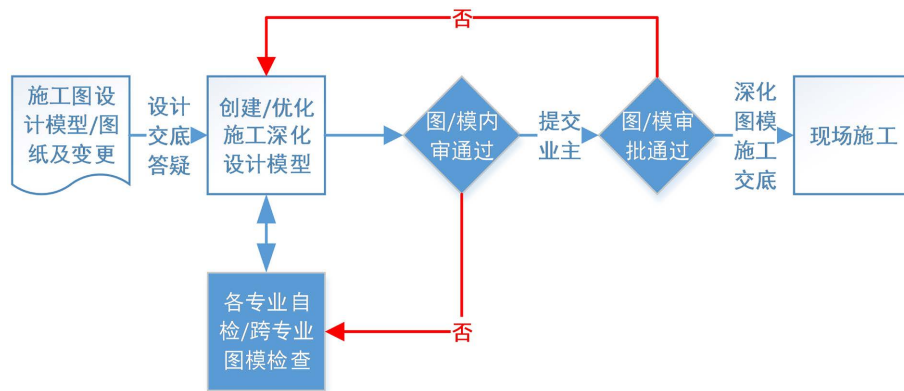 否
施工图设
计模型/图
纸及变更
设计
交底
答疑
创建/优化
施工深化
设计模型
图/模内
审通过
提交
业主
图/模审
批通过
深化
图模
施工
交底
现场施工
各专业自
检/跨专业
图模检查
否